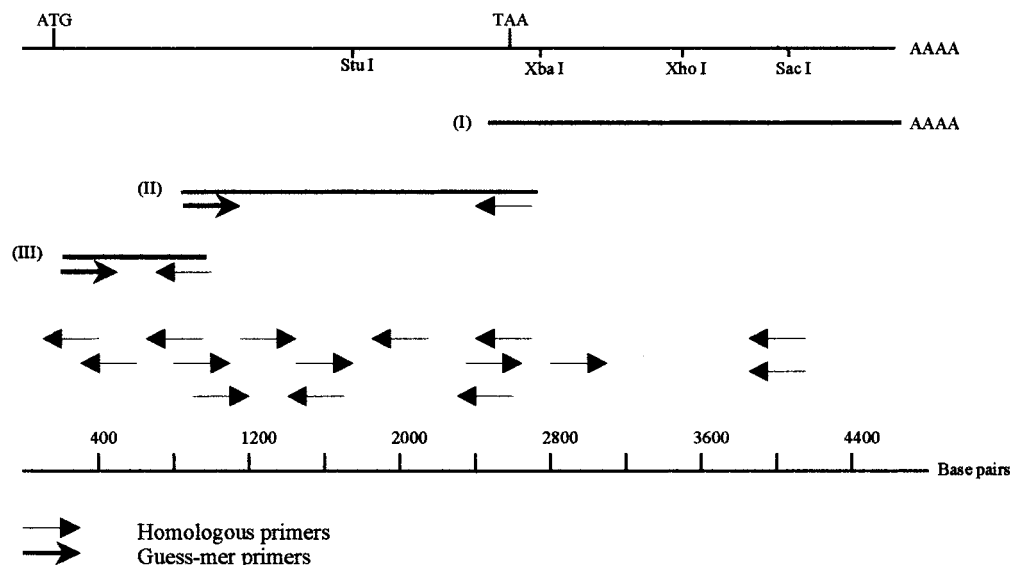 ATG TAA
AAAA
Stu I Xba I Xho I Sac I
(I) AAAA
(II)
(III)
400 1200 2000 2800 3600 4400
Base pairs
Homologous primers
Guess-mer primers